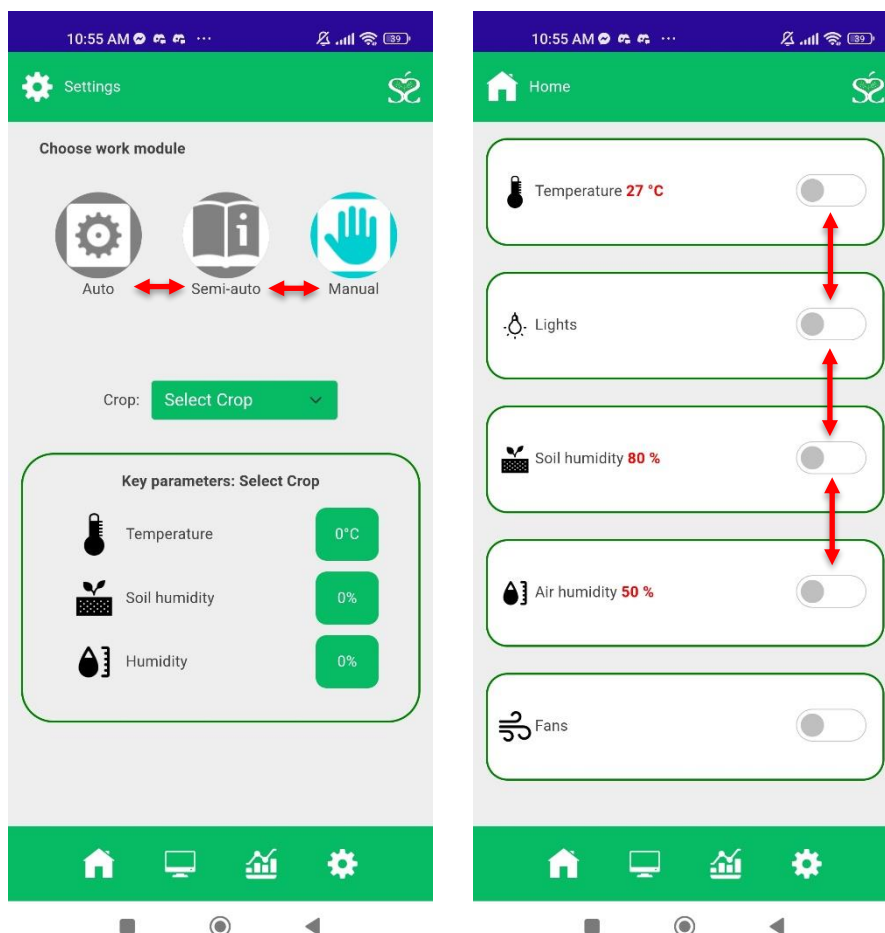 10:55 AM
39
Settings
Choose work module
Auto
Semi-auto
Manual
Crop:
Select Crop
Key parameters: Select Crop
Temperature
0°C
Soil humidity
0%
Humidity
0%
10:55 AM
39
Home
Temperature 27 °C
Lights
Soil humidity 80 %
Air humidity 50 %
Fans